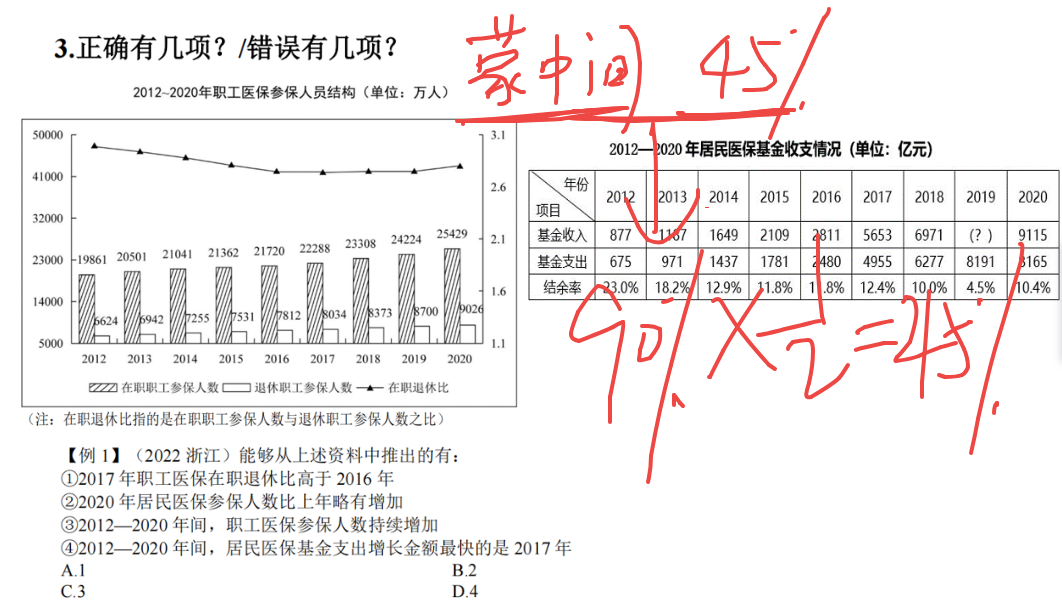 3.正确有几项？/错误有几项？
蒙中间 45%
2012~2020年职工医保参保人员结构（单位：万人）
50000 3.1
41000 2.6
32000
23000 2.1
14000 1.6
5000 1.1
19861 20501 21041 21362 21720 22288 23308 24224 25429
6624 6942 7255 7531 7812 8034 8373 8700 9026
2012 2013 2014 2015 2016 2017 2018 2019 2020
在职职工参保人数 退休职工参保人数 在职退休比
（注：在职退休比指的是在职职工参保人数与退休职工参保人数之比）
2012—2020年居民医保基金收支情况（单位：亿元）
年份 项目 2012 2013 2014 2015 2016 2017 2018 2019 2020
基金收入 877 1187 1649 2109 2811 5653 6971 （？） 9115
基金支出 675 971 1437 1781 2480 4955 6277 8191 8165
结余率 23.0% 18.2% 12.9% 11.8% 11.8% 12.4% 10.0% 4.5% 10.4%
90% × 1/2 = 45%
【例1】（2022浙江）能够从上述资料中推出的有：
①2017年职工医保在职退休比高于2016年
②2020年居民医保参保人数比上年略有增加
③2012—2020年间，职工医保参保人数持续增加
④2012—2020年间，居民医保基金支出增长金额最快的是2017年
A.1 B.2
C.3 D.4